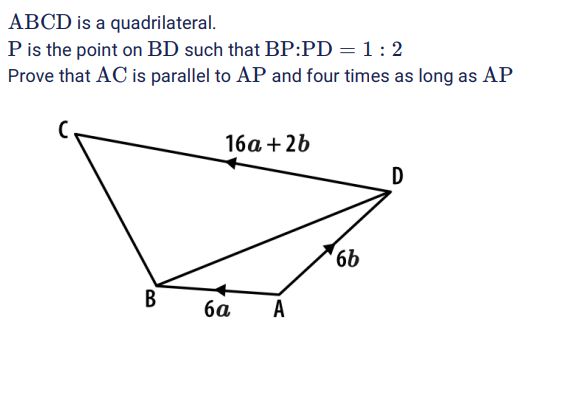 ABCD is a quadrilateral.
P is the point on BD such that BP:PD = 1 : 2
Prove that AC is parallel to AP and four times as long as AP
C
16a + 2b
D
6b
B
6a
A